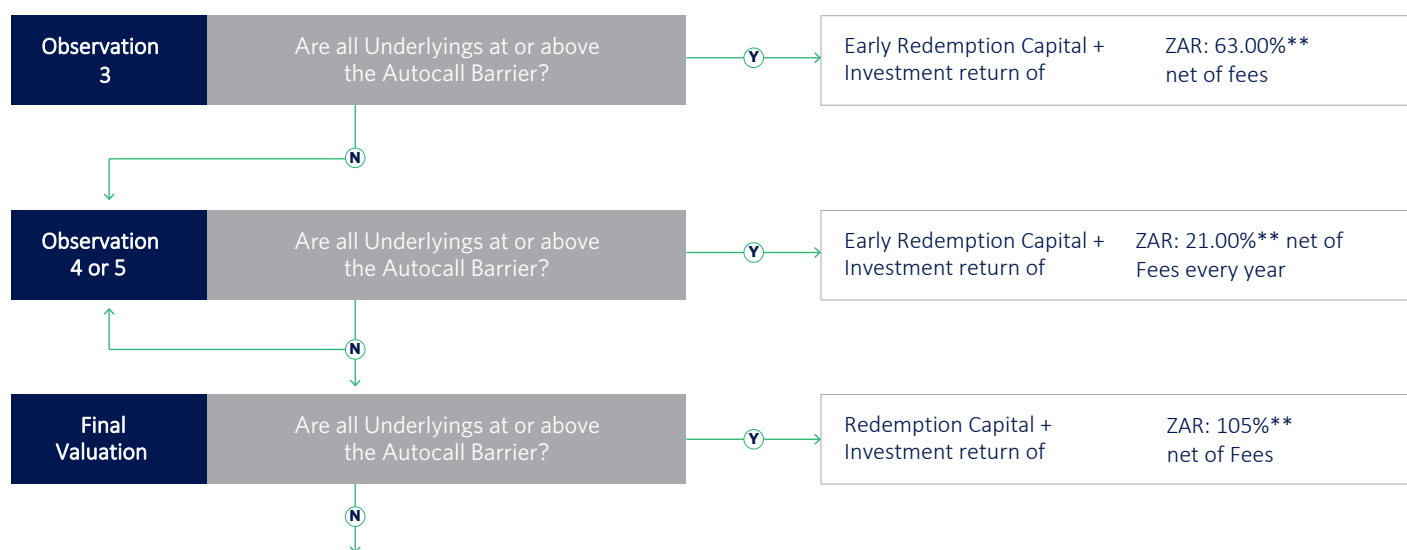 Observation
3
Are all Underlyings at or above
the Autocall Barrier?
Y
Early Redemption Capital +
Investment return of
ZAR: 63.00%**
net of fees
N
Observation
4 or 5
Are all Underlyings at or above
the Autocall Barrier?
Y
Early Redemption Capital +
Investment return of
ZAR: 21.00%** net of
Fees every year
N
Final
Valuation
Are all Underlyings at or above
the Autocall Barrier?
Y
Redemption Capital +
Investment return of
ZAR: 105%**
net of Fees
N